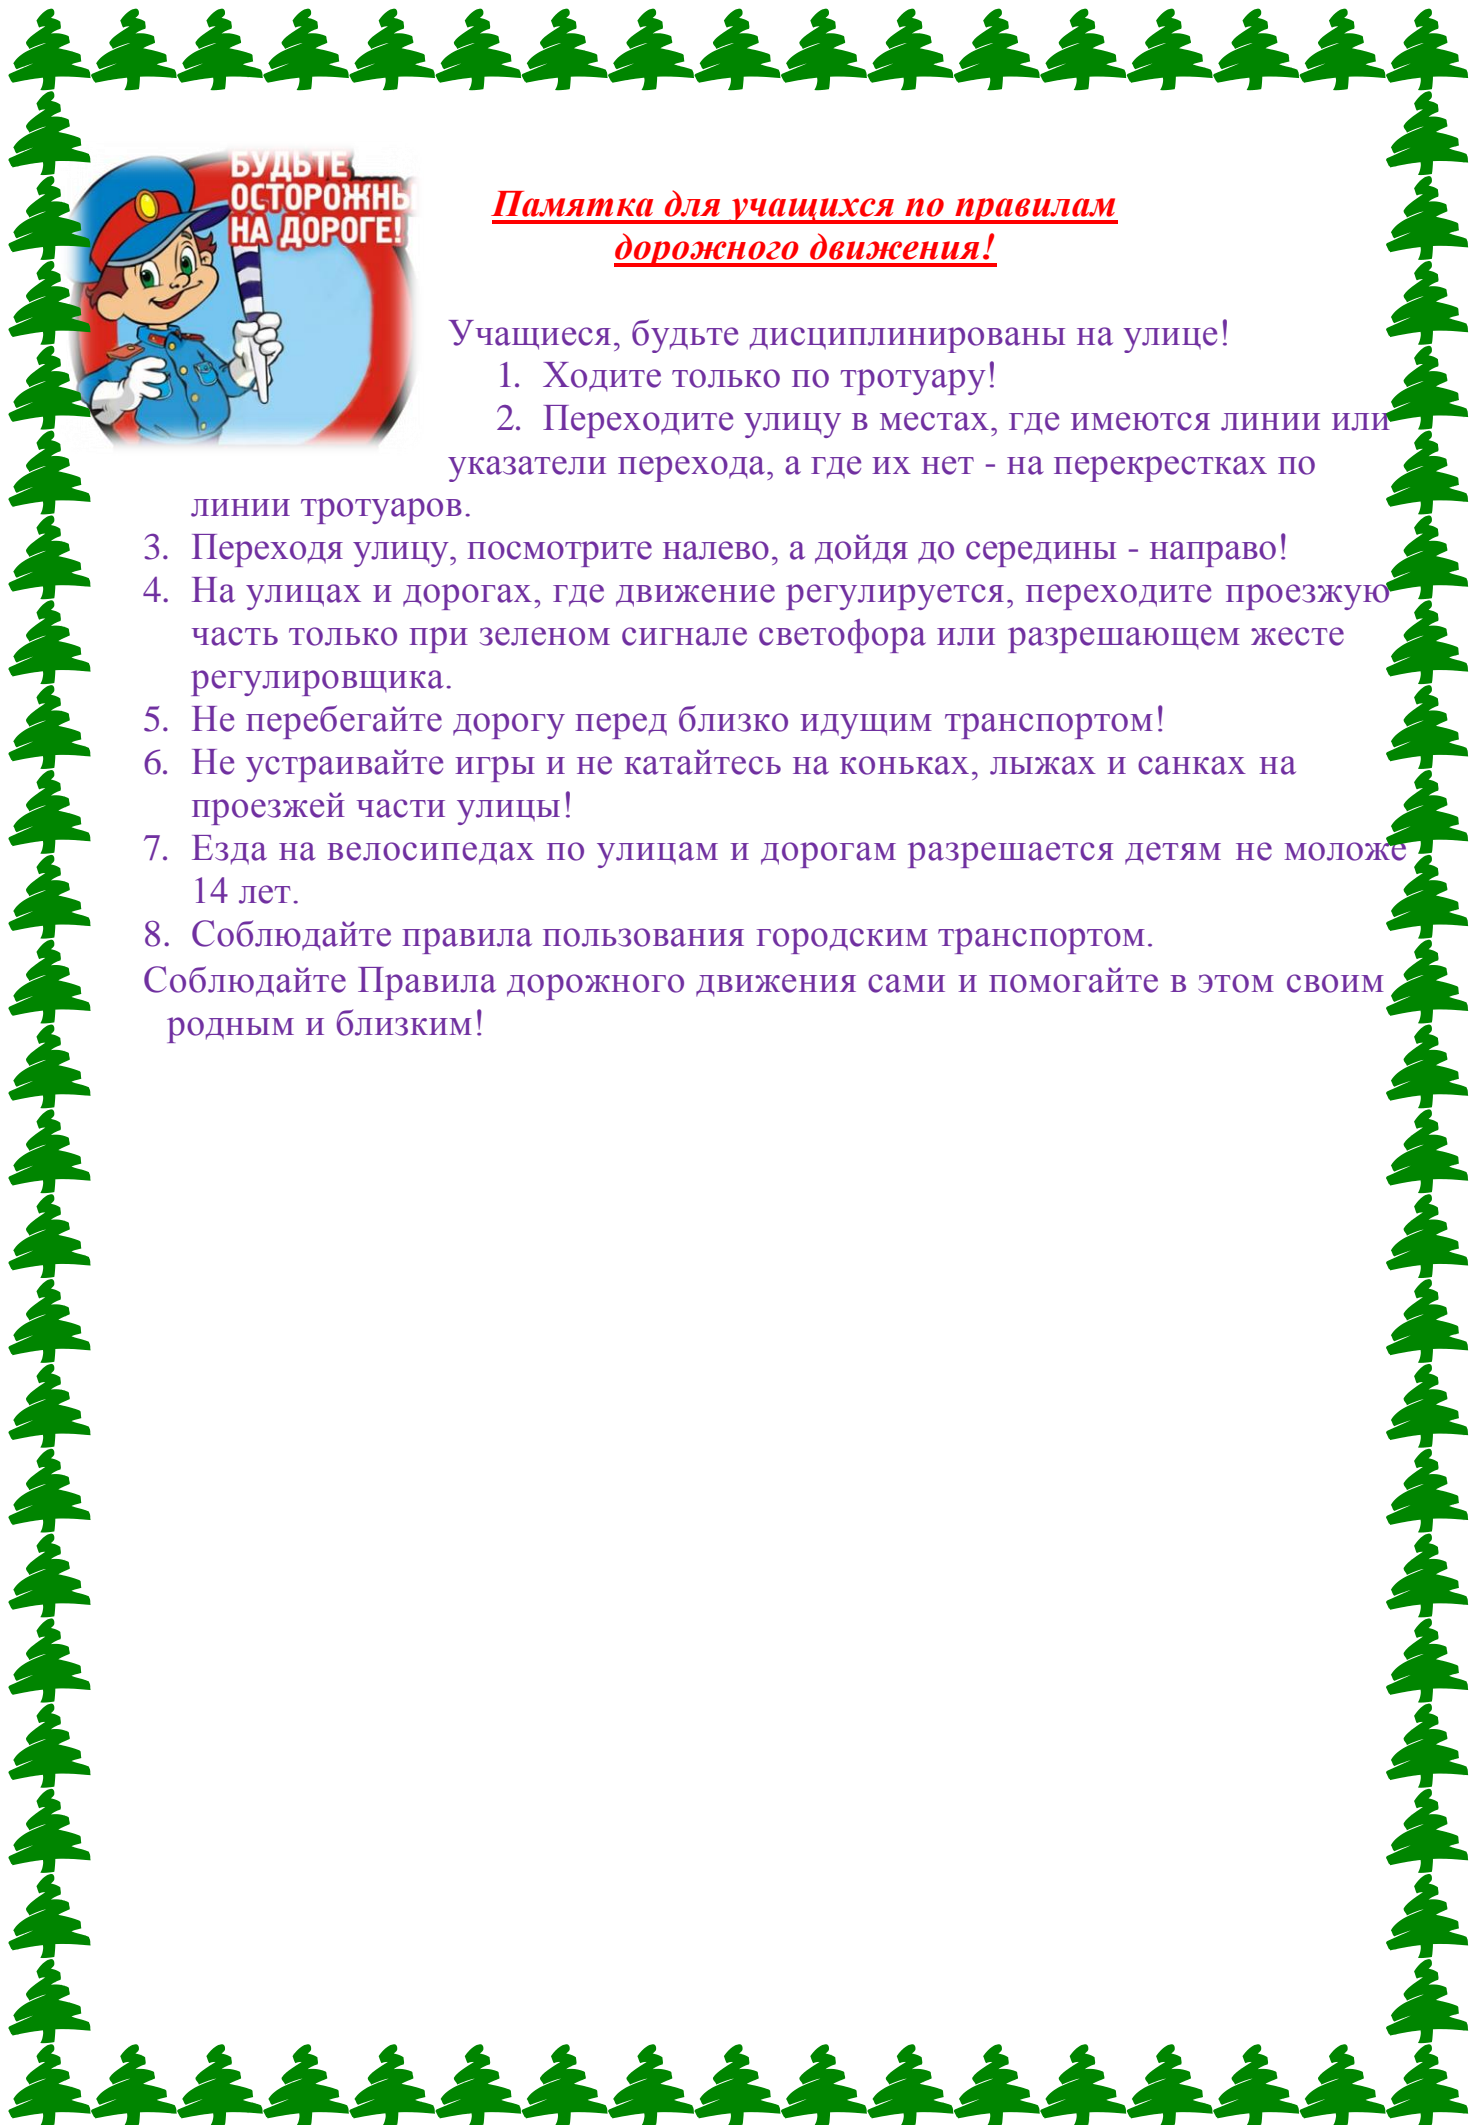 БУДЬТЕ
ОСТОРОЖНЫ
НА ДОРОГЕ!
Памятка для учащихся по правилам
дорожного движения!
Учащиеся, будьте дисциплинированы на улице!
1. Ходите только по тротуару!
2. Переходите улицу в местах, где имеются линии или
указатели перехода, а где их нет - на перекрестках по
линии тротуаров.
3. Переходя улицу, посмотрите налево, а дойдя до середины - направо!
4. На улицах и дорогах, где движение регулируется, переходите проезжую
часть только при зеленом сигнале светофора или разрешающем жесте
регулировщика.
5. Не перебегайте дорогу перед близко идущим транспортом!
6. Не устраивайте игры и не катайтесь на коньках, лыжах и санках на
проезжей части улицы!
7. Езда на велосипедах по улицам и дорогам разрешается детям не моложе
14 лет.
8. Соблюдайте правила пользования городским транспортом.
Соблюдайте Правила дорожного движения сами и помогайте в этом своим
родным и близким!